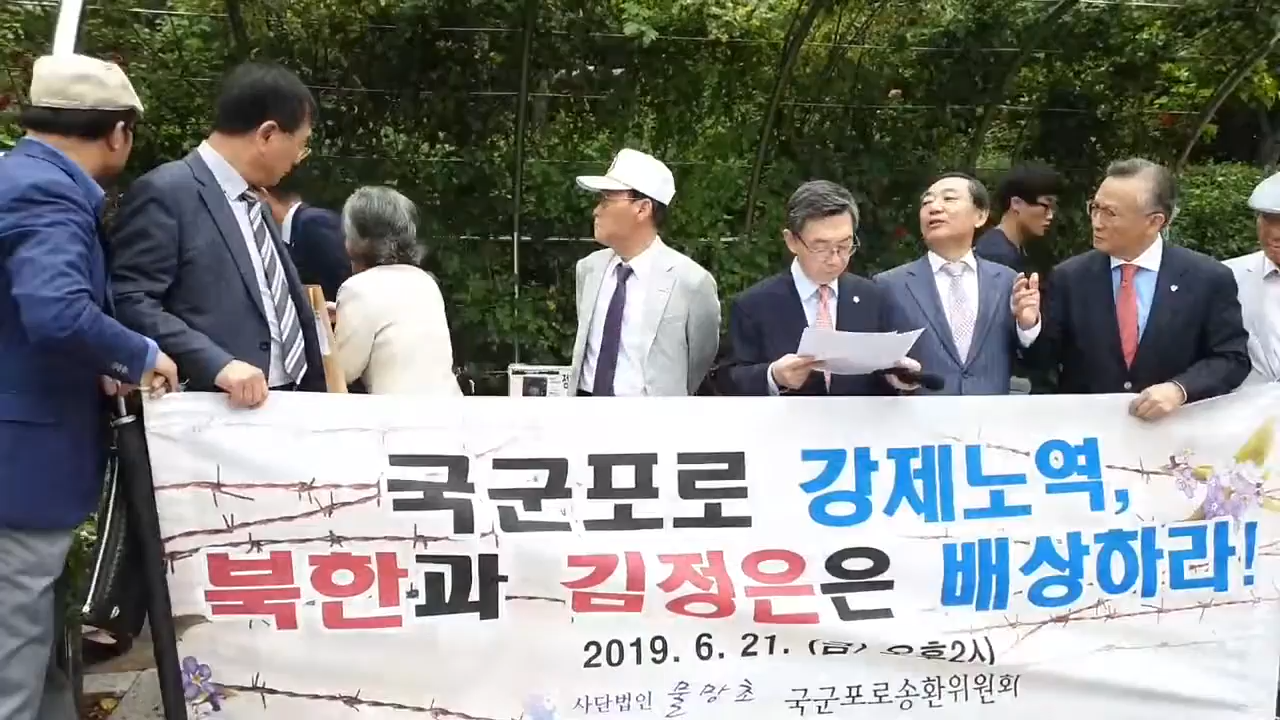 국군포로 강제노역,
북한과 김정은은 배상하라!
2019. 6. 21. (금) 오후2시
사단법인 물망초 국군포로송환위원회